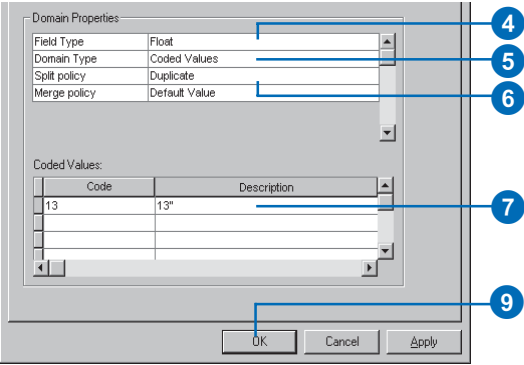 Domain Properties
Field Type Float 4
Domain Type Coded Values 5
Split policy Duplicate
Merge policy Default Value 6
Coded Values:
Code Description
13 13" 7
9
OK Cancel Apply